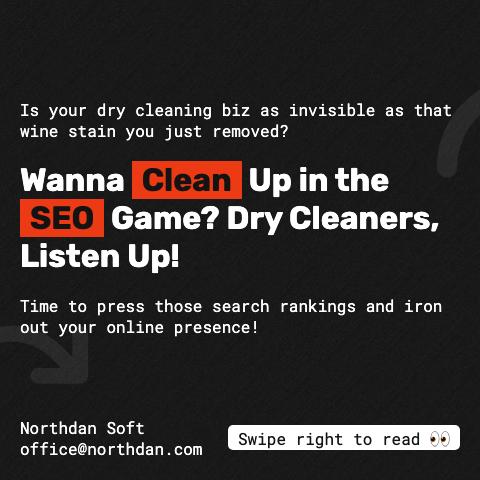 Is your dry cleaning biz as invisible as that
wine stain you just removed?
Wanna Clean Up in the
SEO Game? Dry Cleaners,
Listen Up!
Time to press those search rankings and iron
out your online presence!
Northdan Soft
office@northdan.com
Swipe right to read 👀